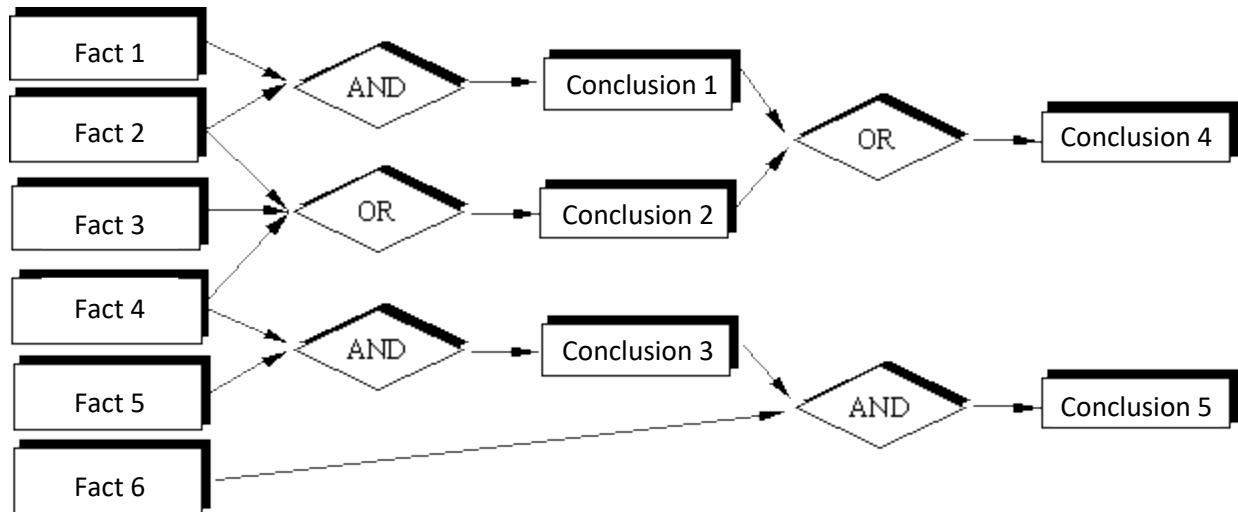 Fact 1
AND
Conclusion 1
Fact 2
OR
Conclusion 4
Fact 3
OR
Conclusion 2
Fact 4
AND
Conclusion 3
Fact 5
AND
Conclusion 5
Fact 6